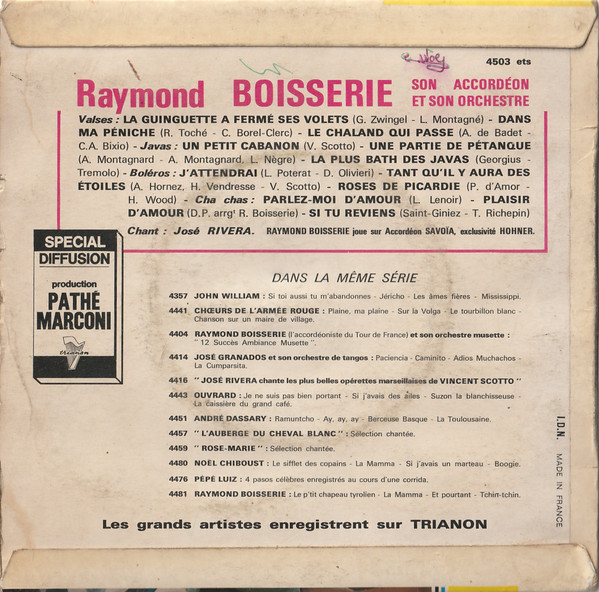 4503 ets
Raymond BOISSERIE SON ACCORDÉON
ET SON ORCHESTRE
Valses : LA GUINGUETTE A FERMÉ SES VOLETS (G. Zwingel - L. Montagné) - DANS
MA PÉNICHE (R. Toché - C. Borel-Clerc) - LE CHALAND QUI PASSE (A. de Badet -
C.A. Bixio) - Javas : UN PETIT CABANON (V. Scotto) - UNE PARTIE DE PÉTANQUE
(A. Montagnard - A. Montagnard, L. Nègre) - LA PLUS BATH DES JAVAS (Georgius -
Tremolo) - Boléros : J'ATTENDRAI (L. Poterat - D. Olivieri) - TANT QU'IL Y AURA DES
ÉTOILES (A. Hornez, H. Vendresse - V. Scotto) - ROSES DE PICARDIE (P. d'Amor -
H. Wood) - Cha chas : PARLEZ-MOI D'AMOUR (L. Lenoir) - PLAISIR
D'AMOUR (D.P. arrgt R. Boisserie) - SI TU REVIENS (Saint-Giniez - T. Richepin)
Chant : José RIVERA. RAYMOND BOISSERIE joue sur Accordéon SAVOÏA, exclusivité HOHNER.
SPECIAL
DIFFUSION
production
PATHÉ
MARCONI
trianon
DANS LA MÊME SÉRIE
4357 JOHN WILLIAM : Si toi aussi tu m'abandonnes - Jéricho - Les âmes fières - Mississippi.
4441 CHŒURS DE L'ARMÉE ROUGE : Plaine, ma plaine - Sur la Volga - Le tourbillon blanc -
Chanson sur un maire de village.
4404 RAYMOND BOISSERIE (l'accordéoniste du Tour de France) et son orchestre musette :
" 12 Succès Ambiance Musette ".
4414 JOSÉ GRANADOS et son orchestre de tangos : Paciencia - Caminito - Adios Muchachos -
La Cumparsita.
4416 " JOSÉ RIVERA chante les plus belles opérettes marseillaises de VINCENT SCOTTO "
4443 OUVRARD : Je ne suis pas bien portant - Si j'avais des ailes - Suzon la blanchisseuse -
La caissière du grand café.
4451 ANDRÉ DASSARY : Ramuntcho - Ay, ay, ay - Berceuse Basque - La Toulousaine.
4457 " L'AUBERGE DU CHEVAL BLANC " : Sélection chantée.
4459 " ROSE-MARIE " : Sélection chantée.
4480 NOËL CHIBOUST : Le sifflet des copains - La Mamma - Si j'avais un marteau - Boogie.
4476 PÉPÉ LUIZ : 4 pasos célèbres enregistrés au cours d'une corrida.
4481 RAYMOND BOISSERIE : Le p'tit chapeau tyrolien - La Mamma - Et pourtant - Tchin-tchin.
Les grands artistes enregistrent sur TRIANON
I.D.N. MADE IN FRANCE